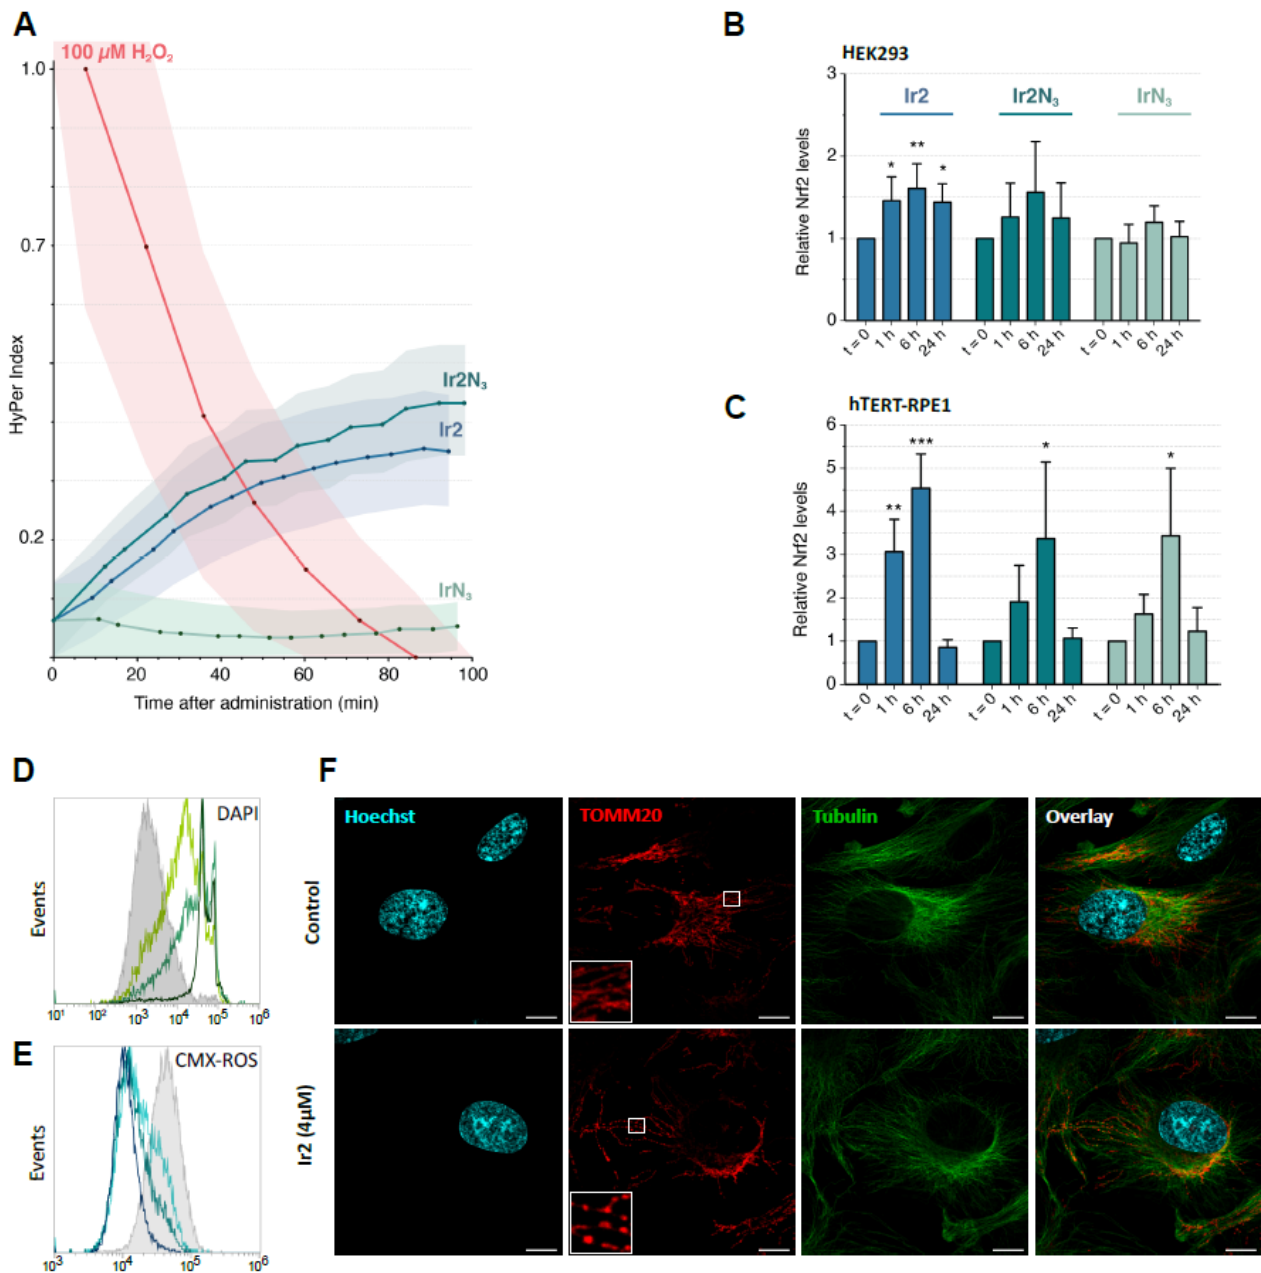 A
100 µM H₂O₂
1.0
0.7
0.2
HyPer Index
Ir2N₃
Ir2
IrN₃
0 20 40 60 80 100
Time after administration (min)
B
HEK293
3
2
1
0
Relative Nrf2 levels
Ir2 Ir2N₃ IrN₃
* ** *
t = 0 1 h 6 h 24 h t = 0 1 h 6 h 24 h t = 0 1 h 6 h 24 h
C
hTERT-RPE1
6
5
4
3
2
1
0
Relative Nrf2 levels
** *** * *
t = 0 1 h 6 h 24 h t = 0 1 h 6 h 24 h t = 0 1 h 6 h 24 h
D
DAPI
Events
10¹ 10² 10³ 10⁴ 10⁵ 10⁶
E
CMX-ROS
Events
10³ 10⁴ 10⁵ 10⁶
F
Hoechst TOMM20 Tubulin Overlay
Control
Ir2 (4µM)